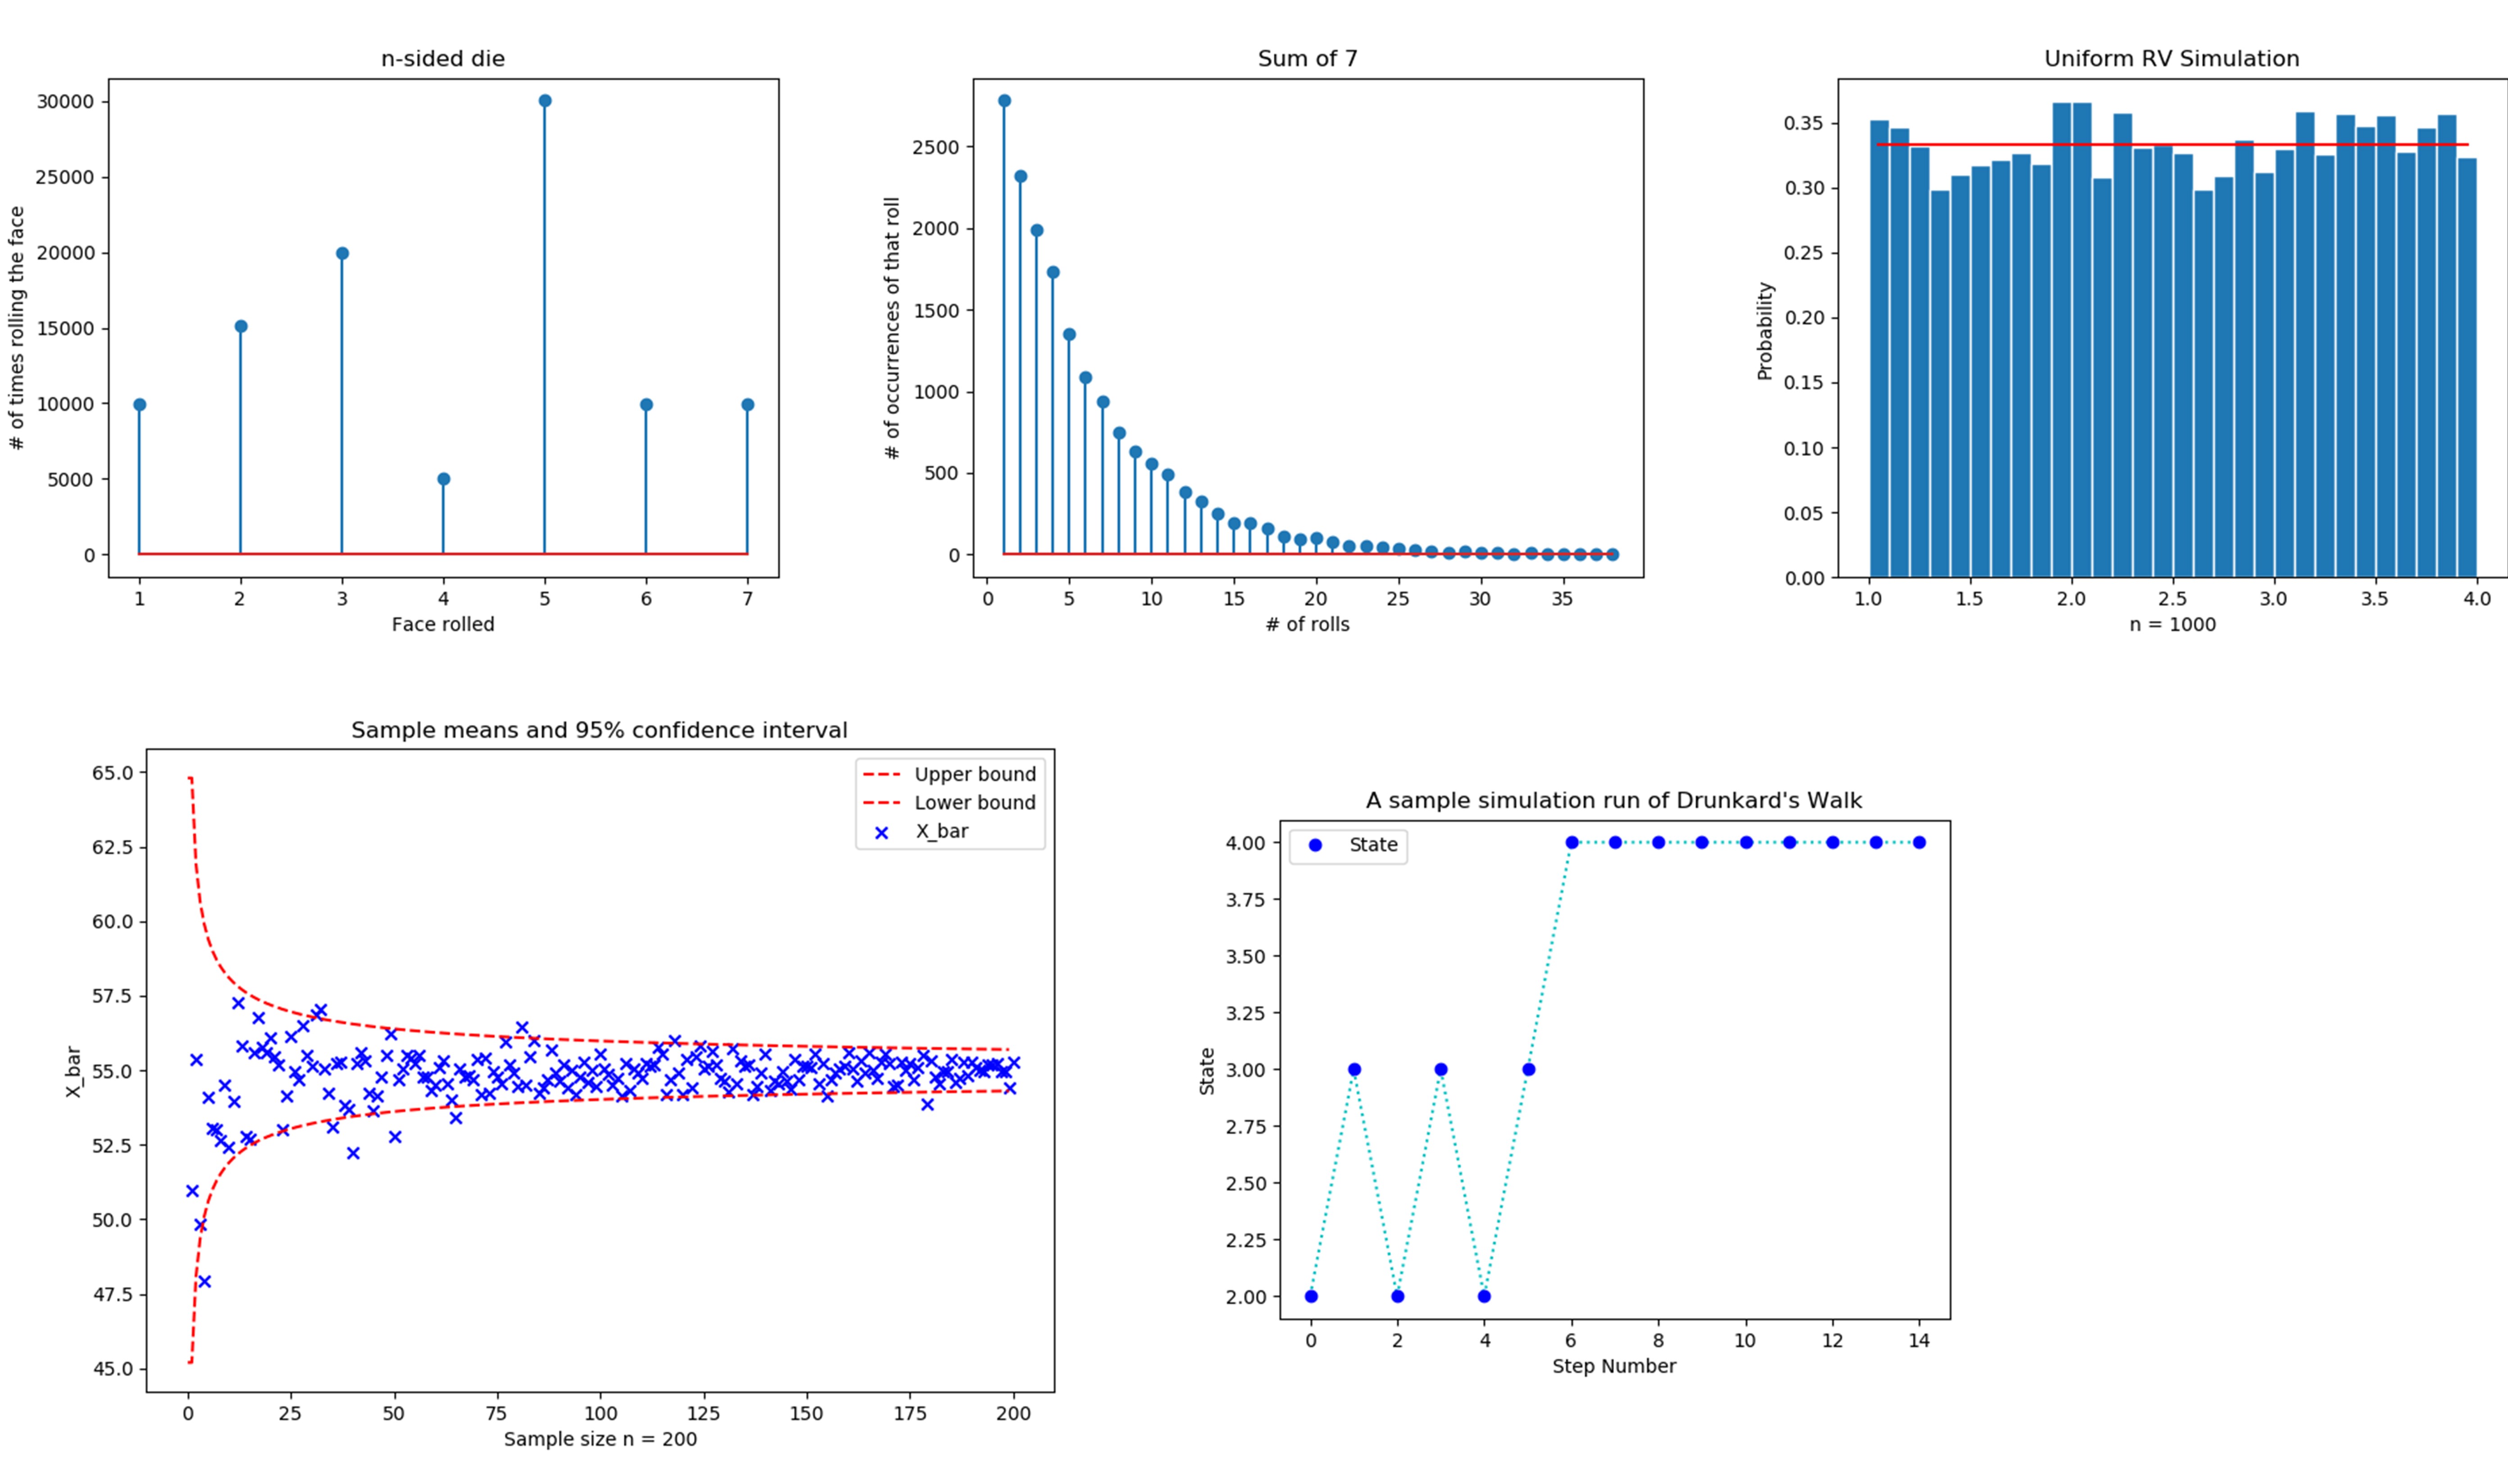 n-sided die
30000
25000
20000
15000
10000
5000
0
# of times rolling the face
1 2 3 4 5 6 7
Face rolled
Sum of 7
2500
2000
1500
1000
500
0
# of occurrences of that roll
0 5 10 15 20 25 30 35
# of rolls
Uniform RV Simulation
0.35
0.30
0.25
0.20
0.15
0.10
0.05
0.00
Probability
1.0 1.5 2.0 2.5 3.0 3.5 4.0
n = 1000
Sample means and 95% confidence interval
Upper bound
Lower bound
X_bar
65.0
62.5
60.0
57.5
55.0
52.5
50.0
47.5
45.0
X_bar
0 25 50 75 100 125 150 175 200
Sample size n = 200
A sample simulation run of Drunkard's Walk
State
4.00
3.75
3.50
3.25
3.00
2.75
2.50
2.25
2.00
State
0 2 4 6 8 10 12 14
Step Number